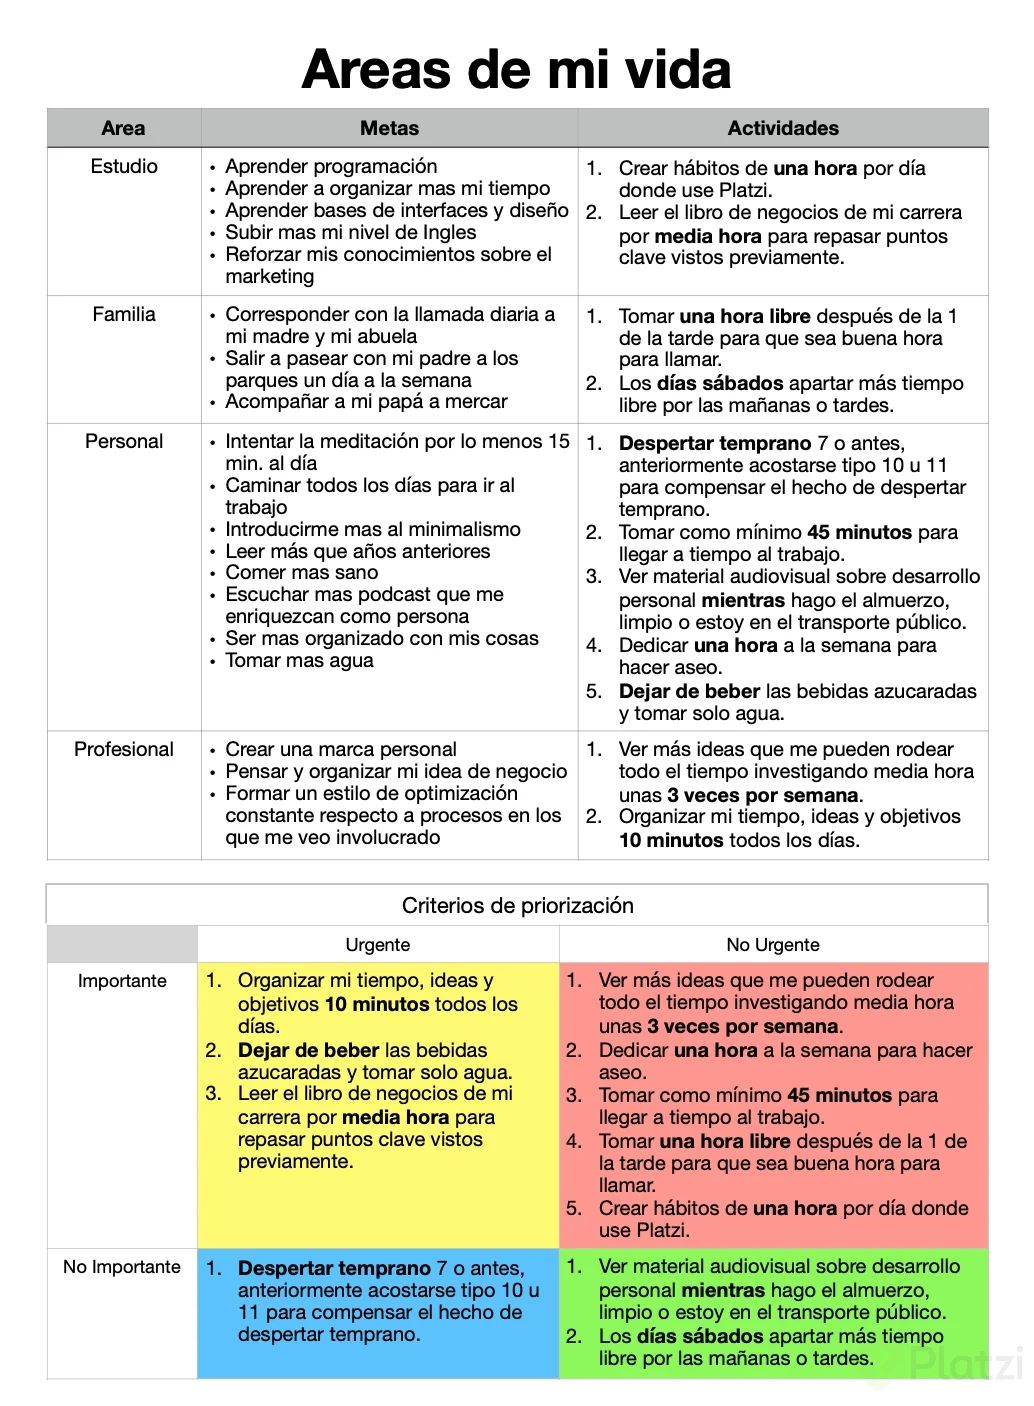 Areas de mi vida
Area Metas Actividades
Estudio
• Aprender programación
• Aprender a organizar mas mi tiempo
• Aprender bases de interfaces y diseño
• Subir mas mi nivel de Ingles
• Reforzar mis conocimientos sobre el
marketing
1. Crear hábitos de una hora por día
donde use Platzi.
2. Leer el libro de negocios de mi carrera
por media hora para repasar puntos
clave vistos previamente.
Familia
• Corresponder con la llamada diaria a
mi madre y mi abuela
• Salir a pasear con mi padre a los
parques un día a la semana
• Acompañar a mi papá a mercar
1. Tomar una hora libre después de la 1
de la tarde para que sea buena hora
para llamar.
2. Los días sábados apartar más tiempo
libre por las mañanas o tardes.
Personal
• Intentar la meditación por lo menos 15
min. al día
• Caminar todos los días para ir al
trabajo
• Introducirme mas al minimalismo
• Leer más que años anteriores
• Comer mas sano
• Escuchar mas podcast que me
enriquezcan como persona
• Ser mas organizado con mis cosas
• Tomar mas agua
1. Despertar temprano 7 o antes,
anteriormente acostarse tipo 10 u 11
para compensar el hecho de despertar
temprano.
2. Tomar como mínimo 45 minutos para
llegar a tiempo al trabajo.
3. Ver material audiovisual sobre desarrollo
personal mientras hago el almuerzo,
limpio o estoy en el transporte público.
4. Dedicar una hora a la semana para
hacer aseo.
5. Dejar de beber las bebidas azucaradas
y tomar solo agua.
Profesional
• Crear una marca personal
• Pensar y organizar mi idea de negocio
• Formar un estilo de optimización
constante respecto a procesos en los
que me veo involucrado
1. Ver más ideas que me pueden rodear
todo el tiempo investigando media hora
unas 3 veces por semana.
2. Organizar mi tiempo, ideas y objetivos
10 minutos todos los días.
Criterios de priorización
Urgente No Urgente
Importante
1. Organizar mi tiempo, ideas y
objetivos 10 minutos todos los
días.
2. Dejar de beber las bebidas
azucaradas y tomar solo agua.
3. Leer el libro de negocios de mi
carrera por media hora para
repasar puntos clave vistos
previamente.
1. Ver más ideas que me pueden rodear
todo el tiempo investigando media hora
unas 3 veces por semana.
2. Dedicar una hora a la semana para hacer
aseo.
3. Tomar como mínimo 45 minutos para
llegar a tiempo al trabajo.
4. Tomar una hora libre después de la 1 de
la tarde para que sea buena hora para
llamar.
5. Crear hábitos de una hora por día donde
use Platzi.
No Importante
1. Despertar temprano 7 o antes,
anteriormente acostarse tipo 10 u
11 para compensar el hecho de
despertar temprano.
1. Ver material audiovisual sobre desarrollo
personal mientras hago el almuerzo,
limpio o estoy en el transporte público.
2. Los días sábados apartar más tiempo
libre por las mañanas o tardes.
Platzi